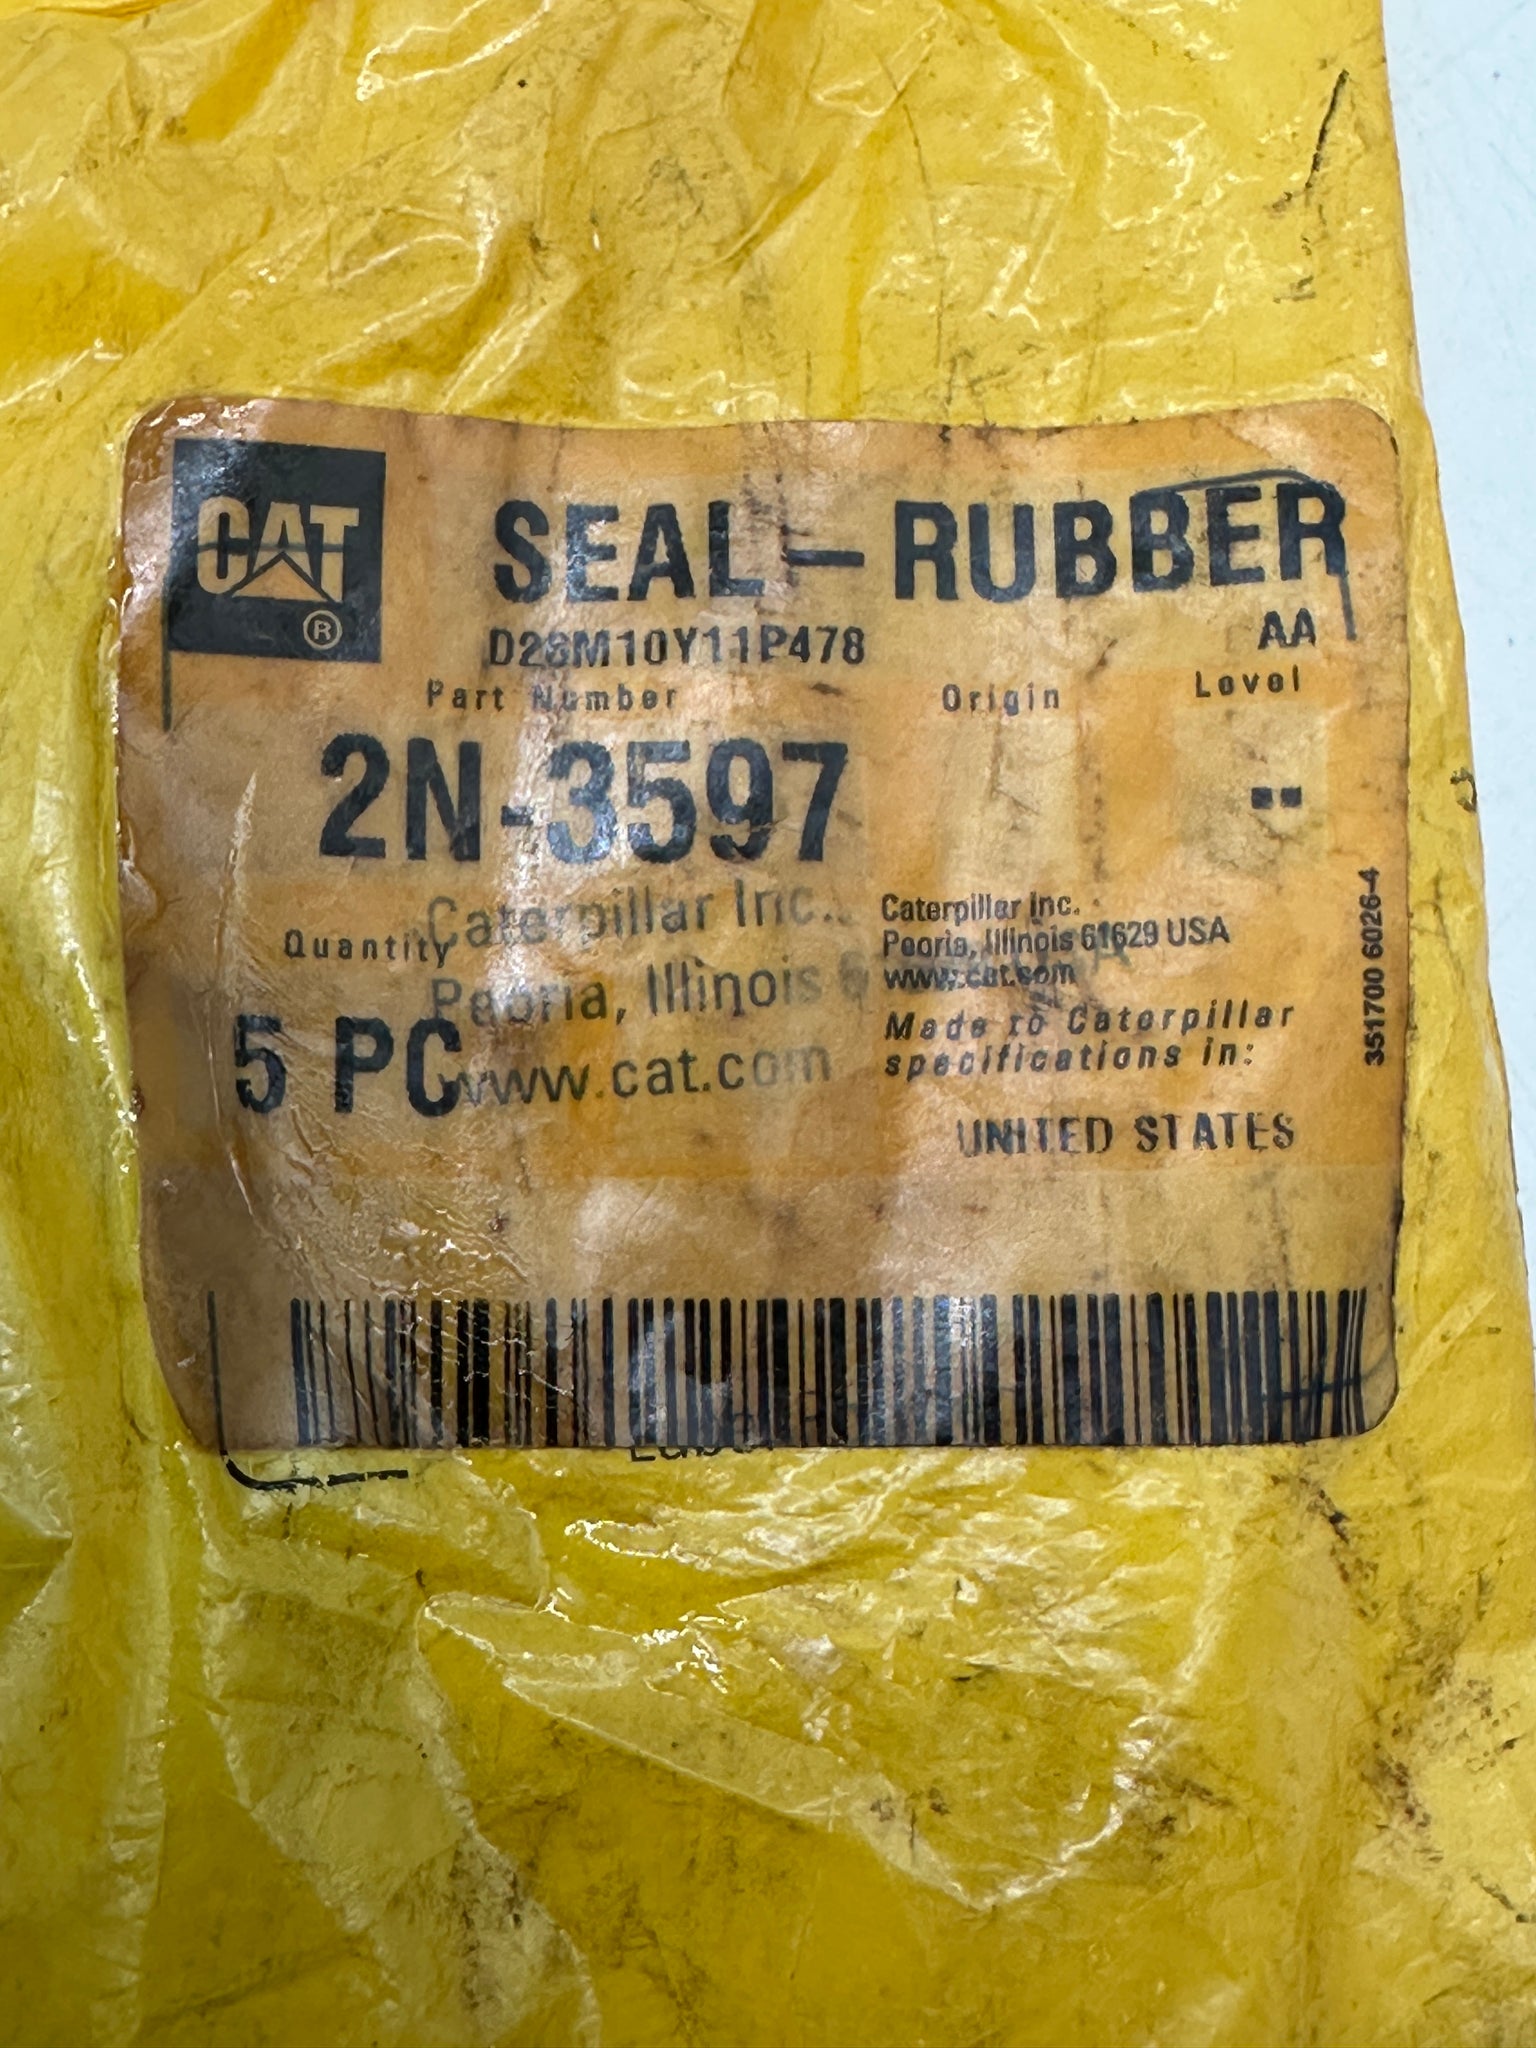 CAT
®
SEAL-RUBBER
D28M10Y11P478
AA
Part Number
Origin
Level
2N-3597
--
Caterpillar Inc.
Peoria, Illinois
www.cat.com
Quantity
5 PC
Caterpillar Inc.
Peoria, Illinois 61629 USA
www.cat.com
Made to Caterpillar
specifications in:
UNITED STATES
351700 6026-4